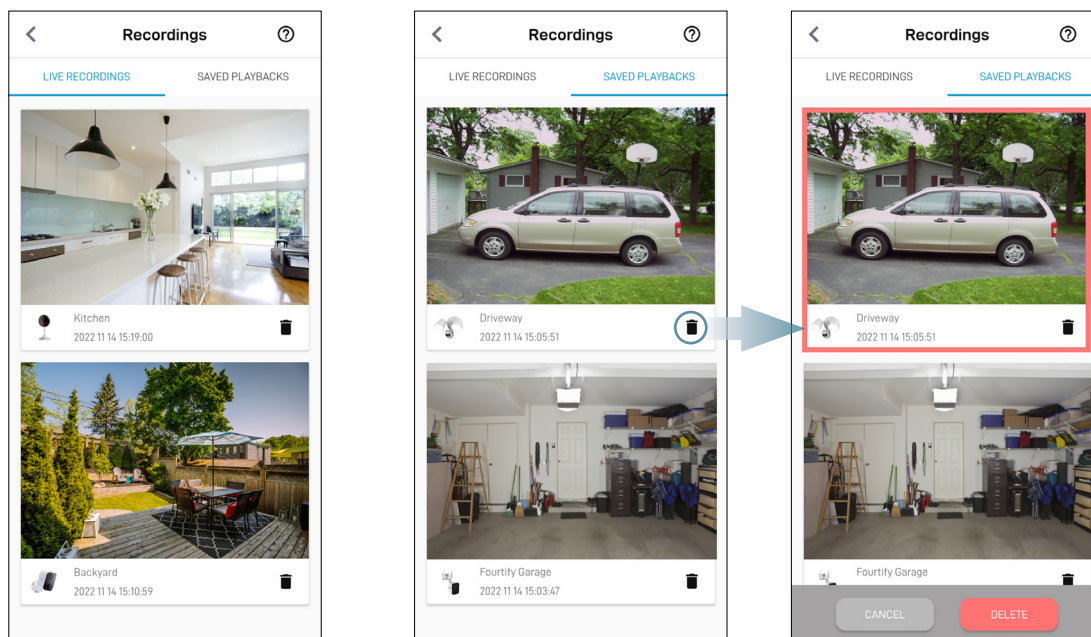 Recordings
LIVE RECORDINGS SAVED PLAYBACKS
Kitchen
2022 11 14 15:19:00
Backyard
2022 11 14 15:10:59
Recordings
LIVE RECORDINGS SAVED PLAYBACKS
Driveway
2022 11 14 15:05:51
Fourtify Garage
2022 11 14 15:03:47
Recordings
LIVE RECORDINGS SAVED PLAYBACKS
Driveway
2022 11 14 15:05:51
Fourtify Garage
CANCEL DELETE